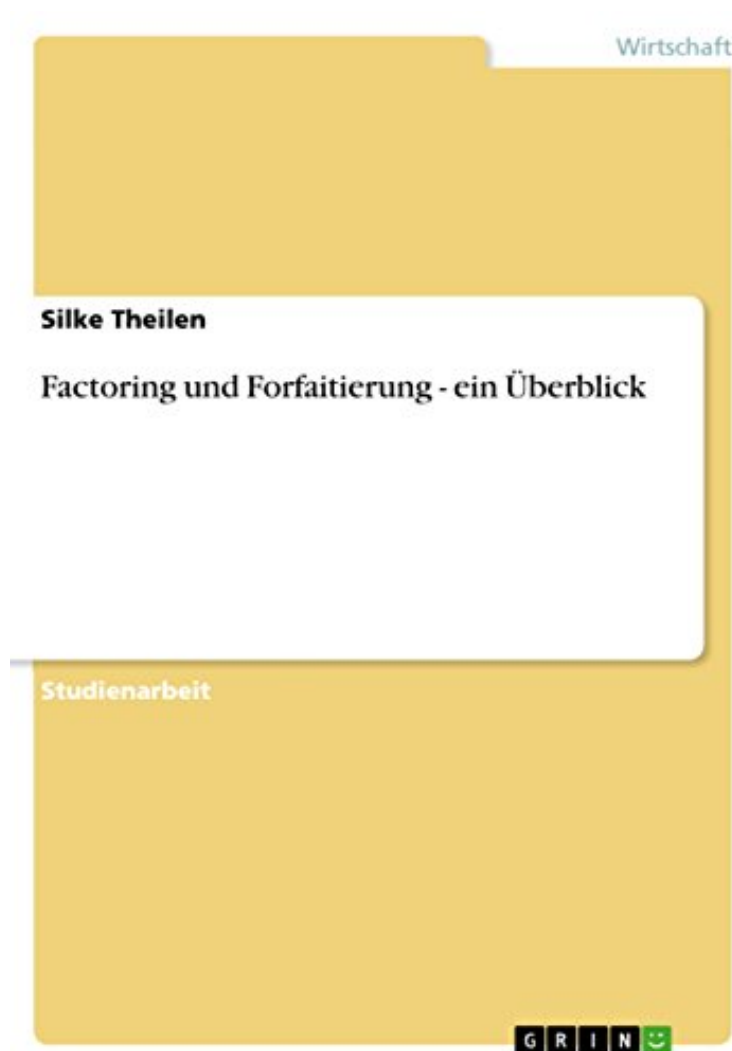 Wirtschaft
Silke Theilen
Factoring und Forfaitierung - ein Überblick
Studienarbeit
GRIN